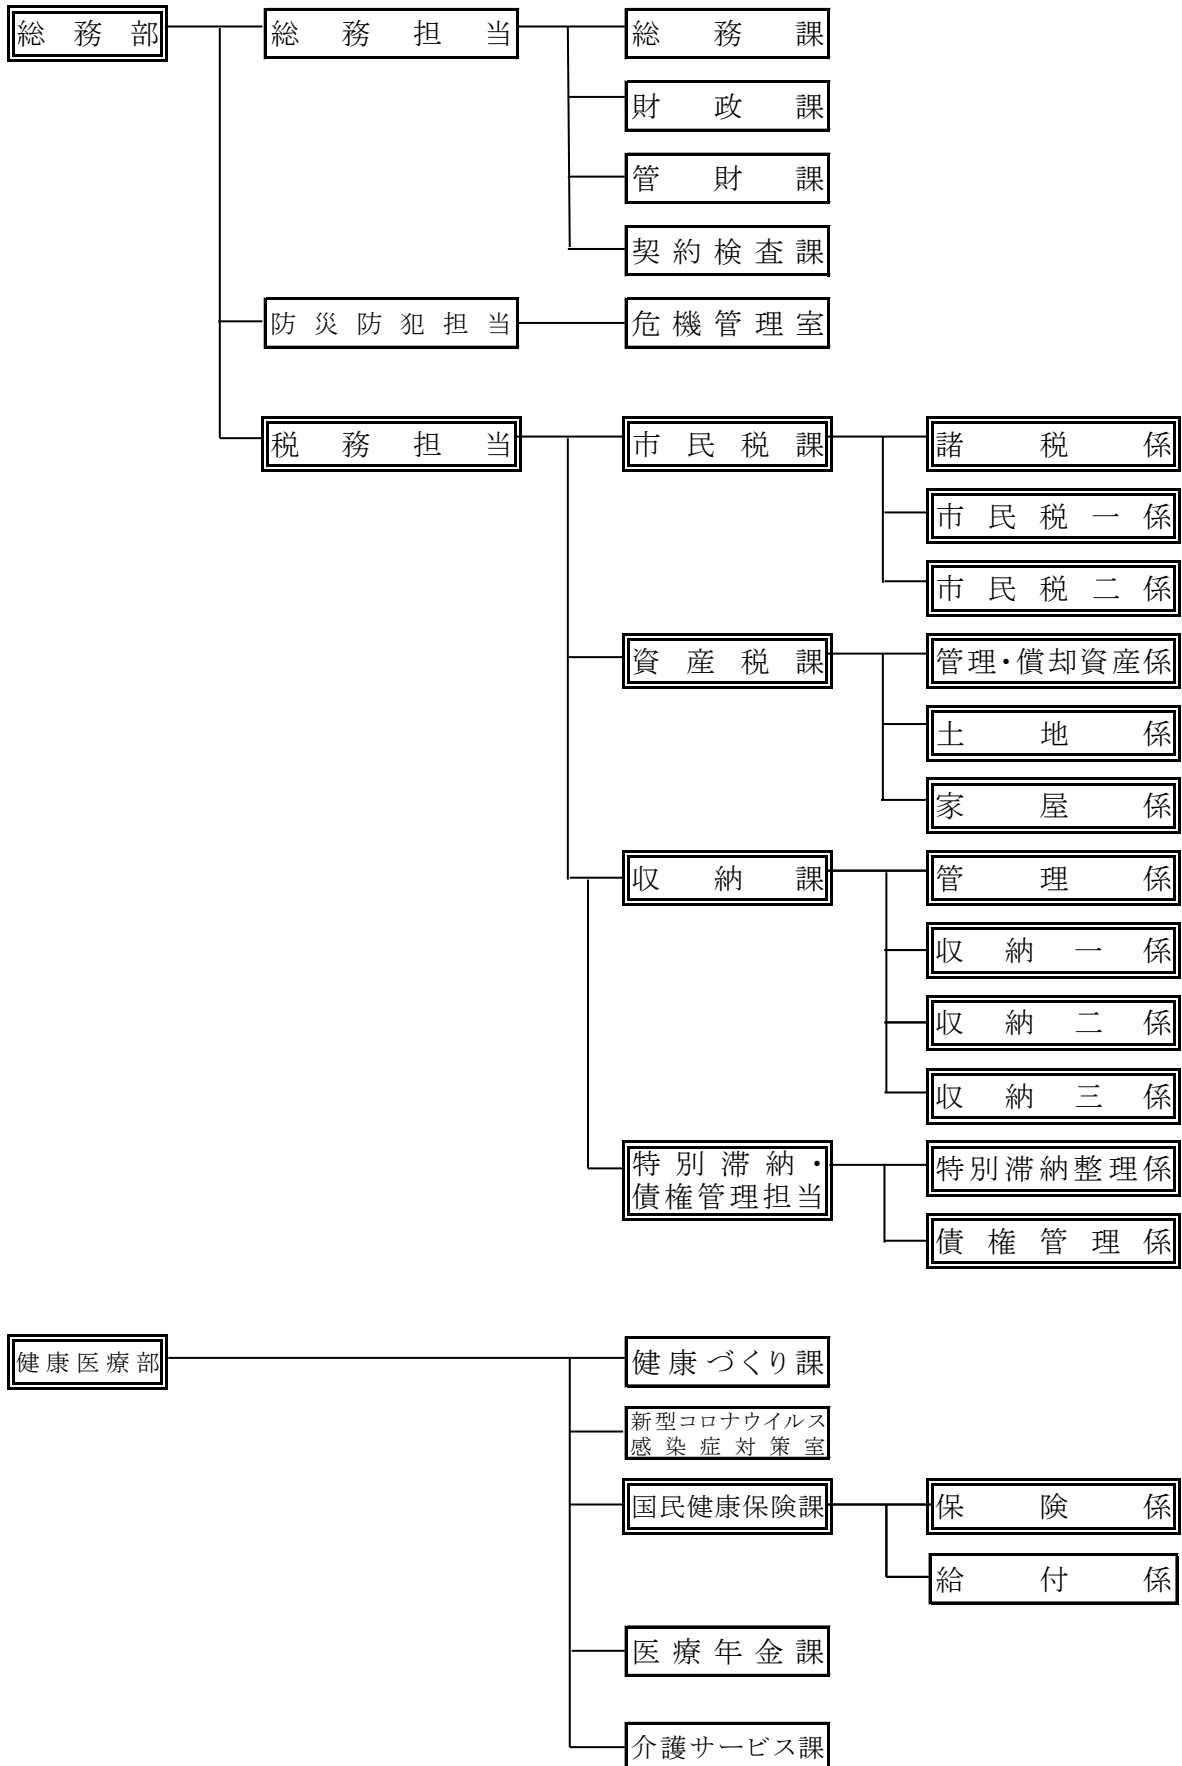 総務部
総務担当
総務課
財政課
管財課
契約検査課
防災防犯担当
危機管理室
税務担当
市民税課
諸税係
市民税一係
市民税二係
資産税課
管理・償却資産係
土地係
家屋係
収納課
管理係
収納一係
収納二係
収納三係
特別滞納・
債権管理担当
特別滞納整理係
債権管理係
健康医療部
健康づくり課
新型コロナウイルス
感染症対策室
国民健康保険課
保険係
給付係
医療年金課
介護サービス課